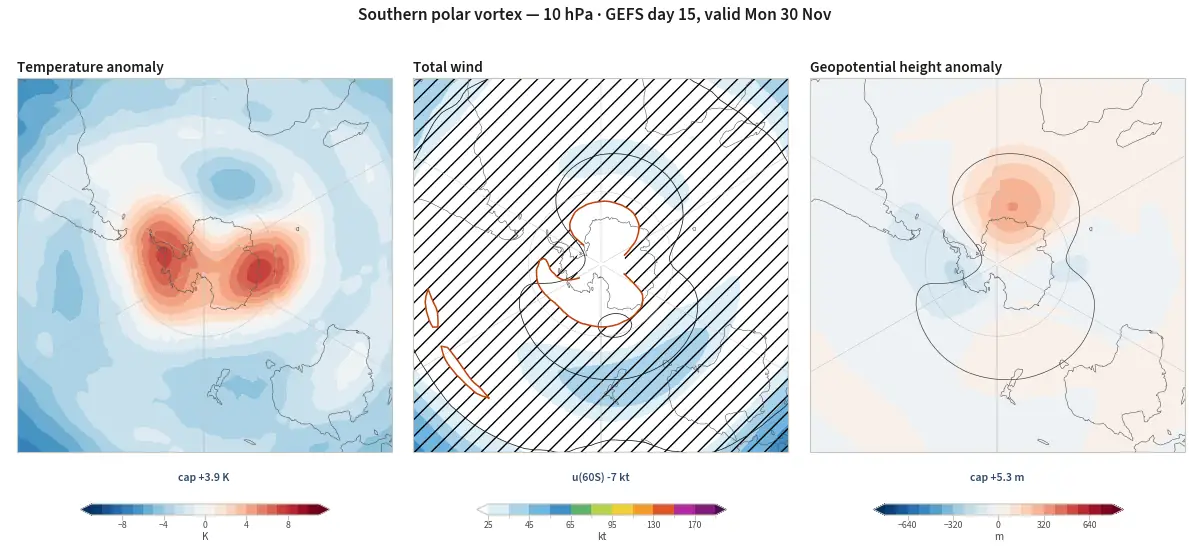 Southern polar vortex — 10 hPa · GEFS day 15, valid Mon 30 Nov
Temperature anomaly
Total wind
Geopotential height anomaly
cap +3.9 K
u(60S) -7 kt
cap +5.3 m
−8 −4 0 4 8
K
25 45 65 95 130 170
kt
−640 −320 0 320 640
m